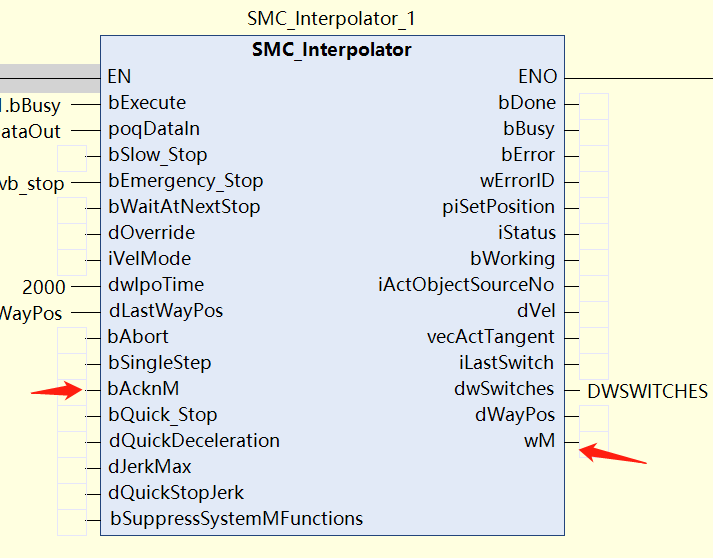 SMC_Interpolator_1
SMC_Interpolator
EN ENO
.bBusy bExecute bDone
ataOut poqDataIn bBusy
bSlow_Stop bError
vb_stop bEmergency_Stop wErrorID
bWaitAtNextStop piSetPosition
dOverride iStatus
iVelMode bWorking
2000 dwIpoTime iActObjectSourceNo
WayPos dLastWayPos dVel
bAbort vecActTangent
bSingleStep iLastSwitch
bAcknM dwSwitches DWSWITCHES
bQuick_Stop dWayPos
dQuickDeceleration wM
dJerkMax
dQuickStopJerk
bSuppressSystemMFunctions